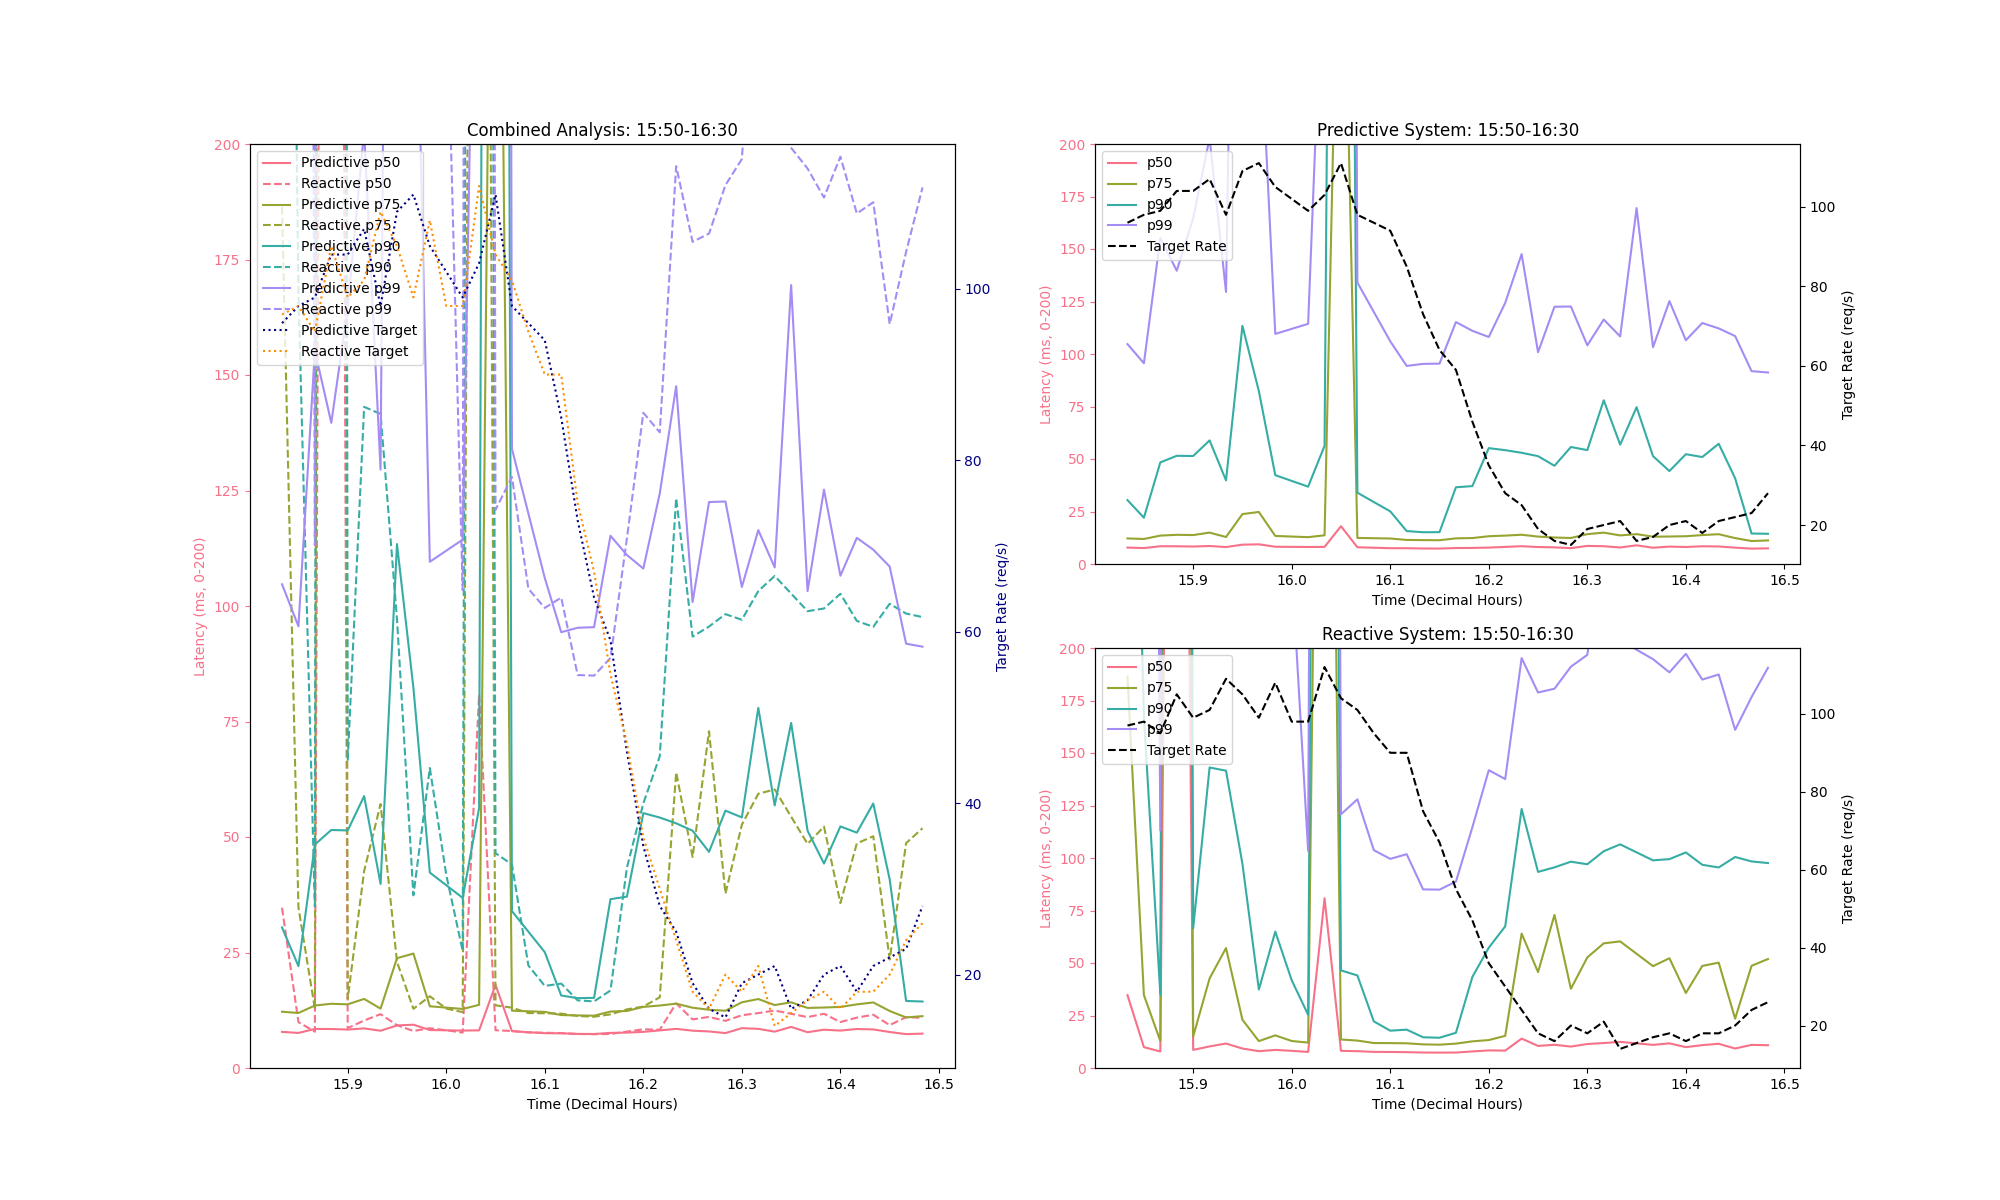 Combined Analysis: 15:50-16:30
200
175
150
125
100
75
50
25
0
Latency (ms, 0-200)
Predictive p50
Reactive p50
Predictive p75
Reactive p75
Predictive p90
Reactive p90
Predictive p99
Reactive p99
Predictive Target
Reactive Target
100
80
60
40
20
Target Rate (req/s)
15.9 16.0 16.1 16.2 16.3 16.4 16.5
Time (Decimal Hours)
Predictive System: 15:50-16:30
200
175
150
125
100
75
50
25
0
Latency (ms, 0-200)
p50
p75
p90
p99
Target Rate
100
80
60
40
20
Target Rate (req/s)
15.9 16.0 16.1 16.2 16.3 16.4 16.5
Time (Decimal Hours)
Reactive System: 15:50-16:30
200
175
150
125
100
75
50
25
0
Latency (ms, 0-200)
p50
p75
p90
p99
Target Rate
100
80
60
40
20
Target Rate (req/s)
15.9 16.0 16.1 16.2 16.3 16.4 16.5
Time (Decimal Hours)